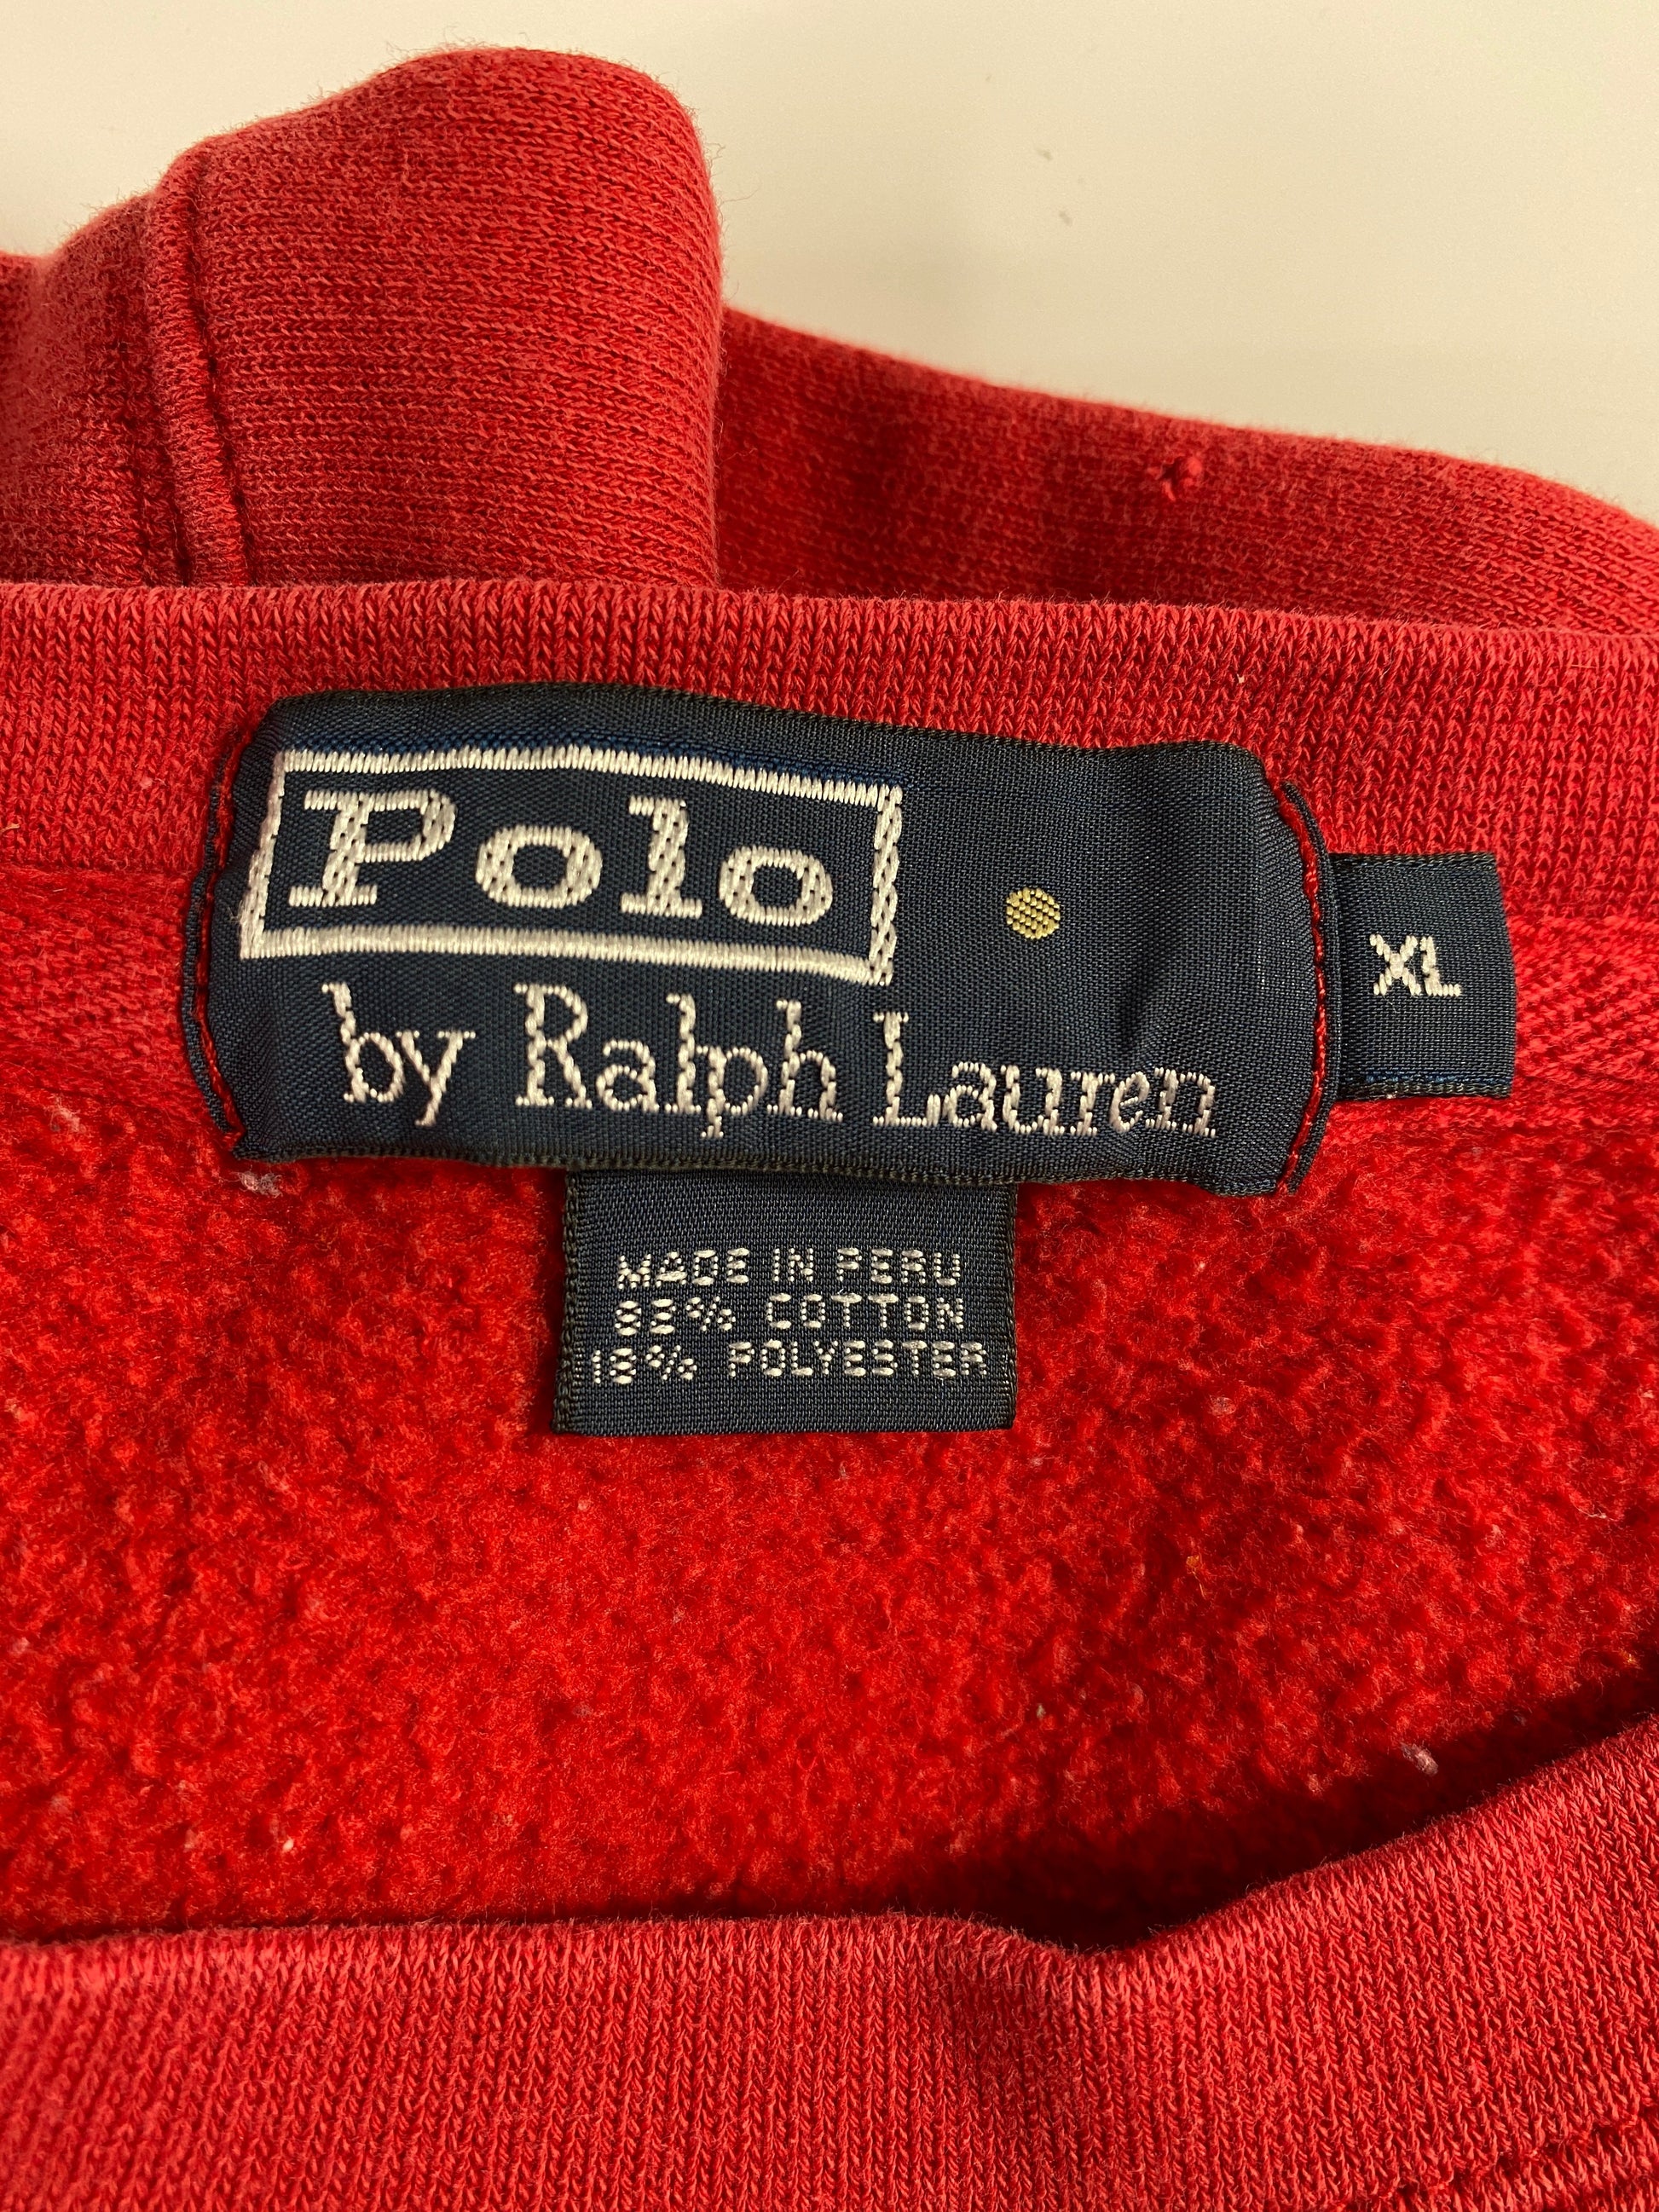 Polo
by Ralph Lauren
XL
MADE IN PERU
82% COTTON
18% POLYESTER